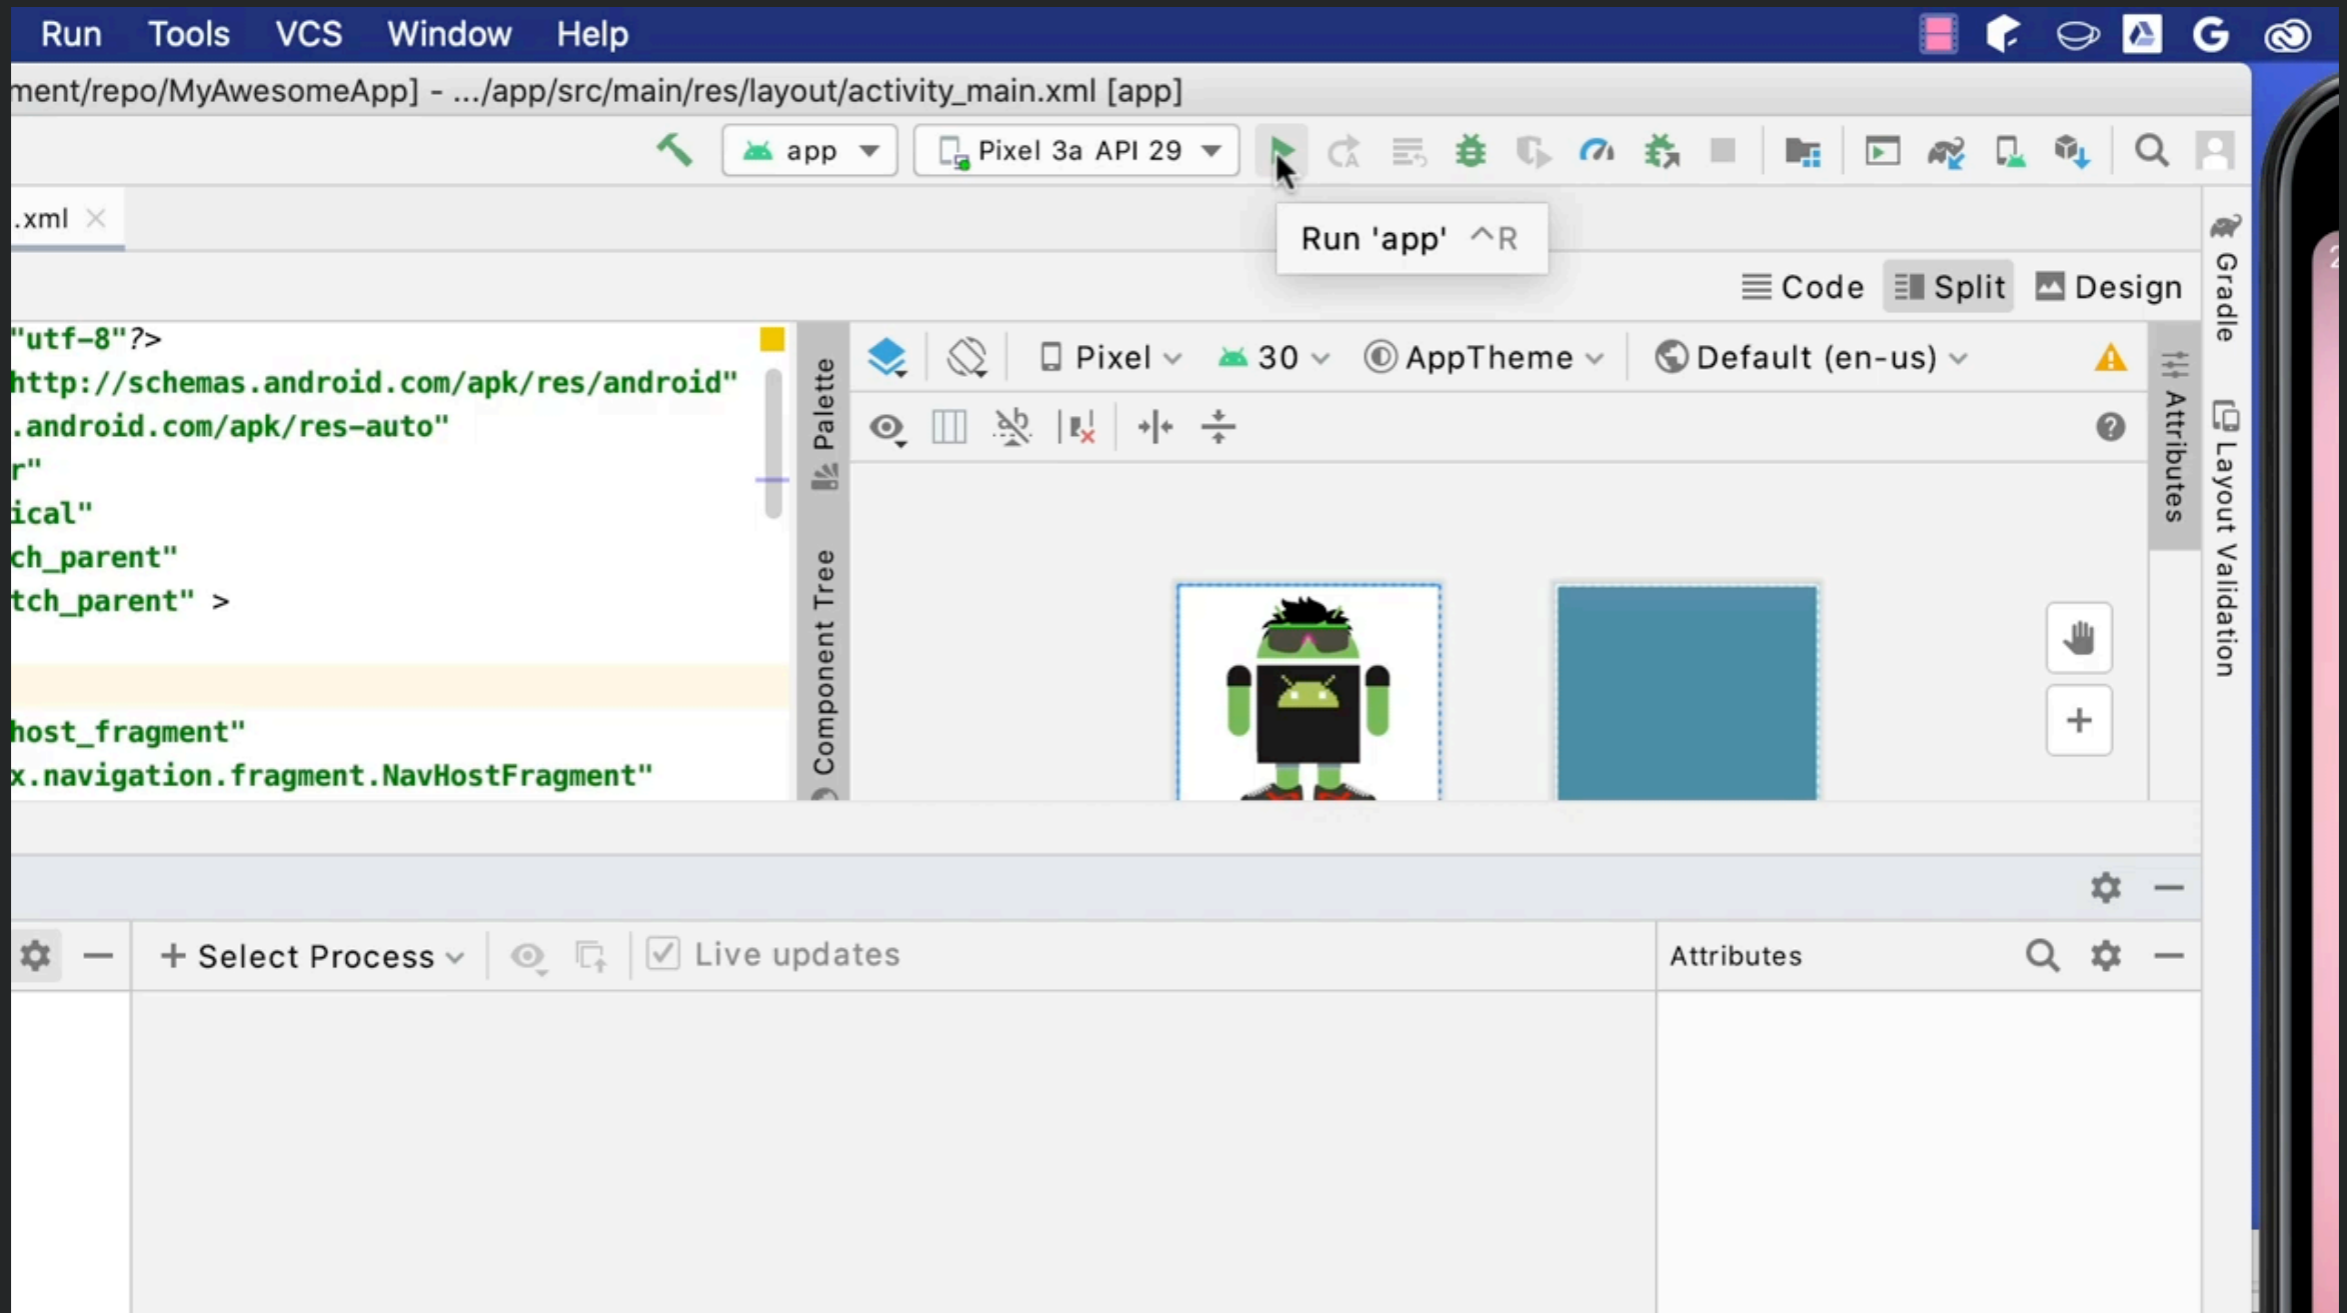 Run Tools VCS Window Help
ment/repo/MyAwesomeApp] - .../app/src/main/res/layout/activity_main.xml [app]
app Pixel 3a API 29
.xml
Run 'app' ^R
Code Split Design
"utf-8"?>
http://schemas.android.com/apk/res/android"
.android.com/apk/res-auto"
r"
ical"
ch_parent"
tch_parent" >
host_fragment"
x.navigation.fragment.NavHostFragment"
Palette
Component Tree
Pixel 30 AppTheme Default (en-us)
Attributes
Gradle
Layout Validation
+ Select Process Live updates
Attributes